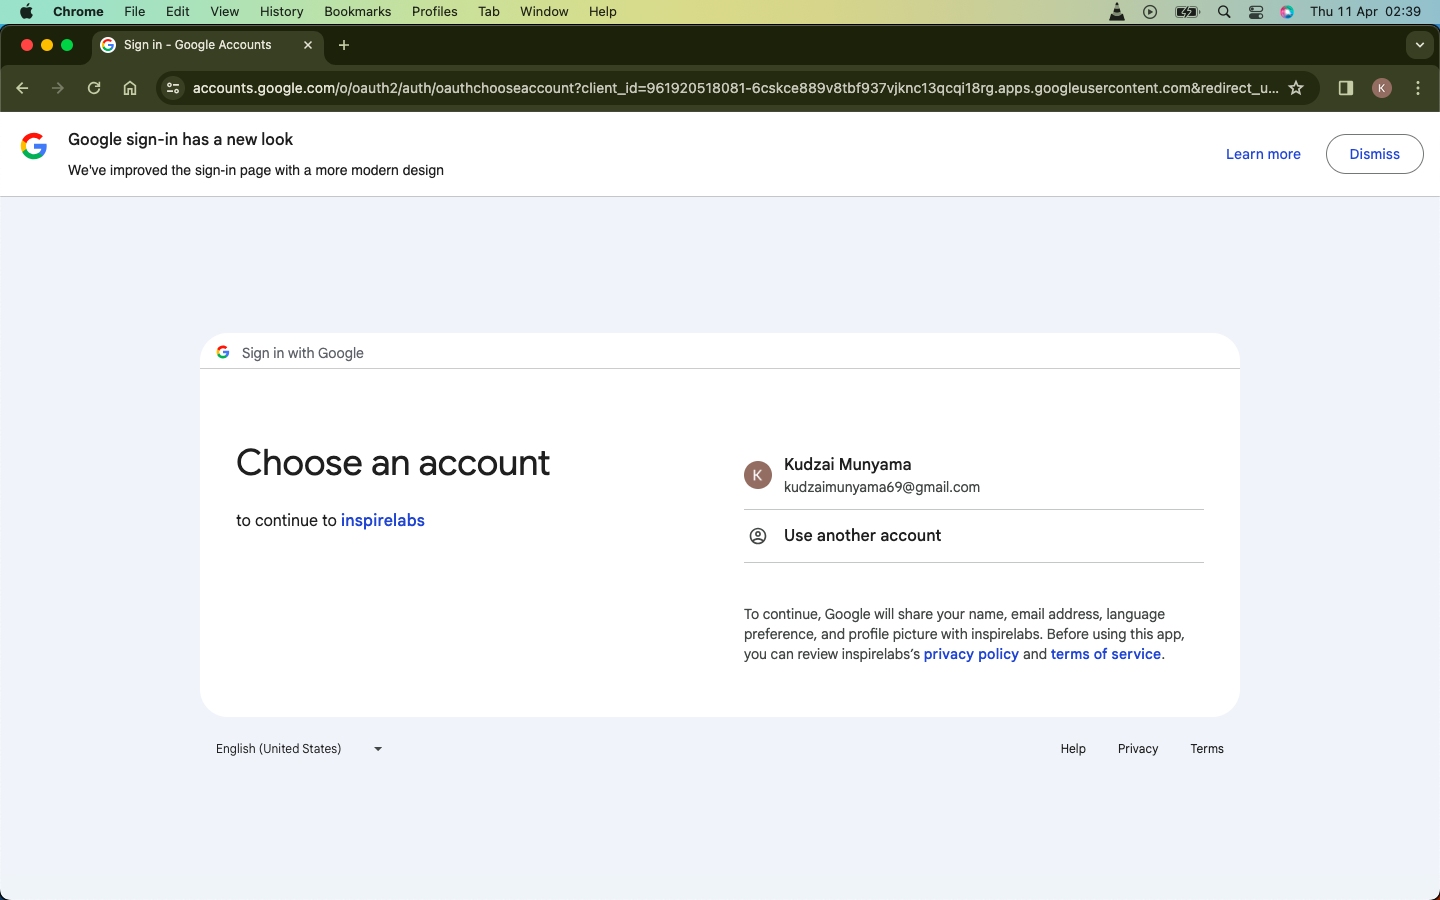 Chrome File Edit View History Bookmarks Profiles Tab Window Help Thu 11 Apr 02:39
Sign in - Google Accounts
accounts.google.com/o/oauth2/auth/oauthchooseaccount?client_id=961920518081-6cskce889v8tbf937vjknc13qcqi18rg.apps.googleusercontent.com&redirect_u...
K
Google sign-in has a new look
We've improved the sign-in page with a more modern design
Learn more
Dismiss
Sign in with Google
Choose an account
to continue to inspirelabs
K
Kudzai Munyama
kudzaimunyama69@gmail.com
Use another account
To continue, Google will share your name, email address, language
preference, and profile picture with inspirelabs. Before using this app,
you can review inspirelabs's privacy policy and terms of service.
English (United States)
Help Privacy Terms